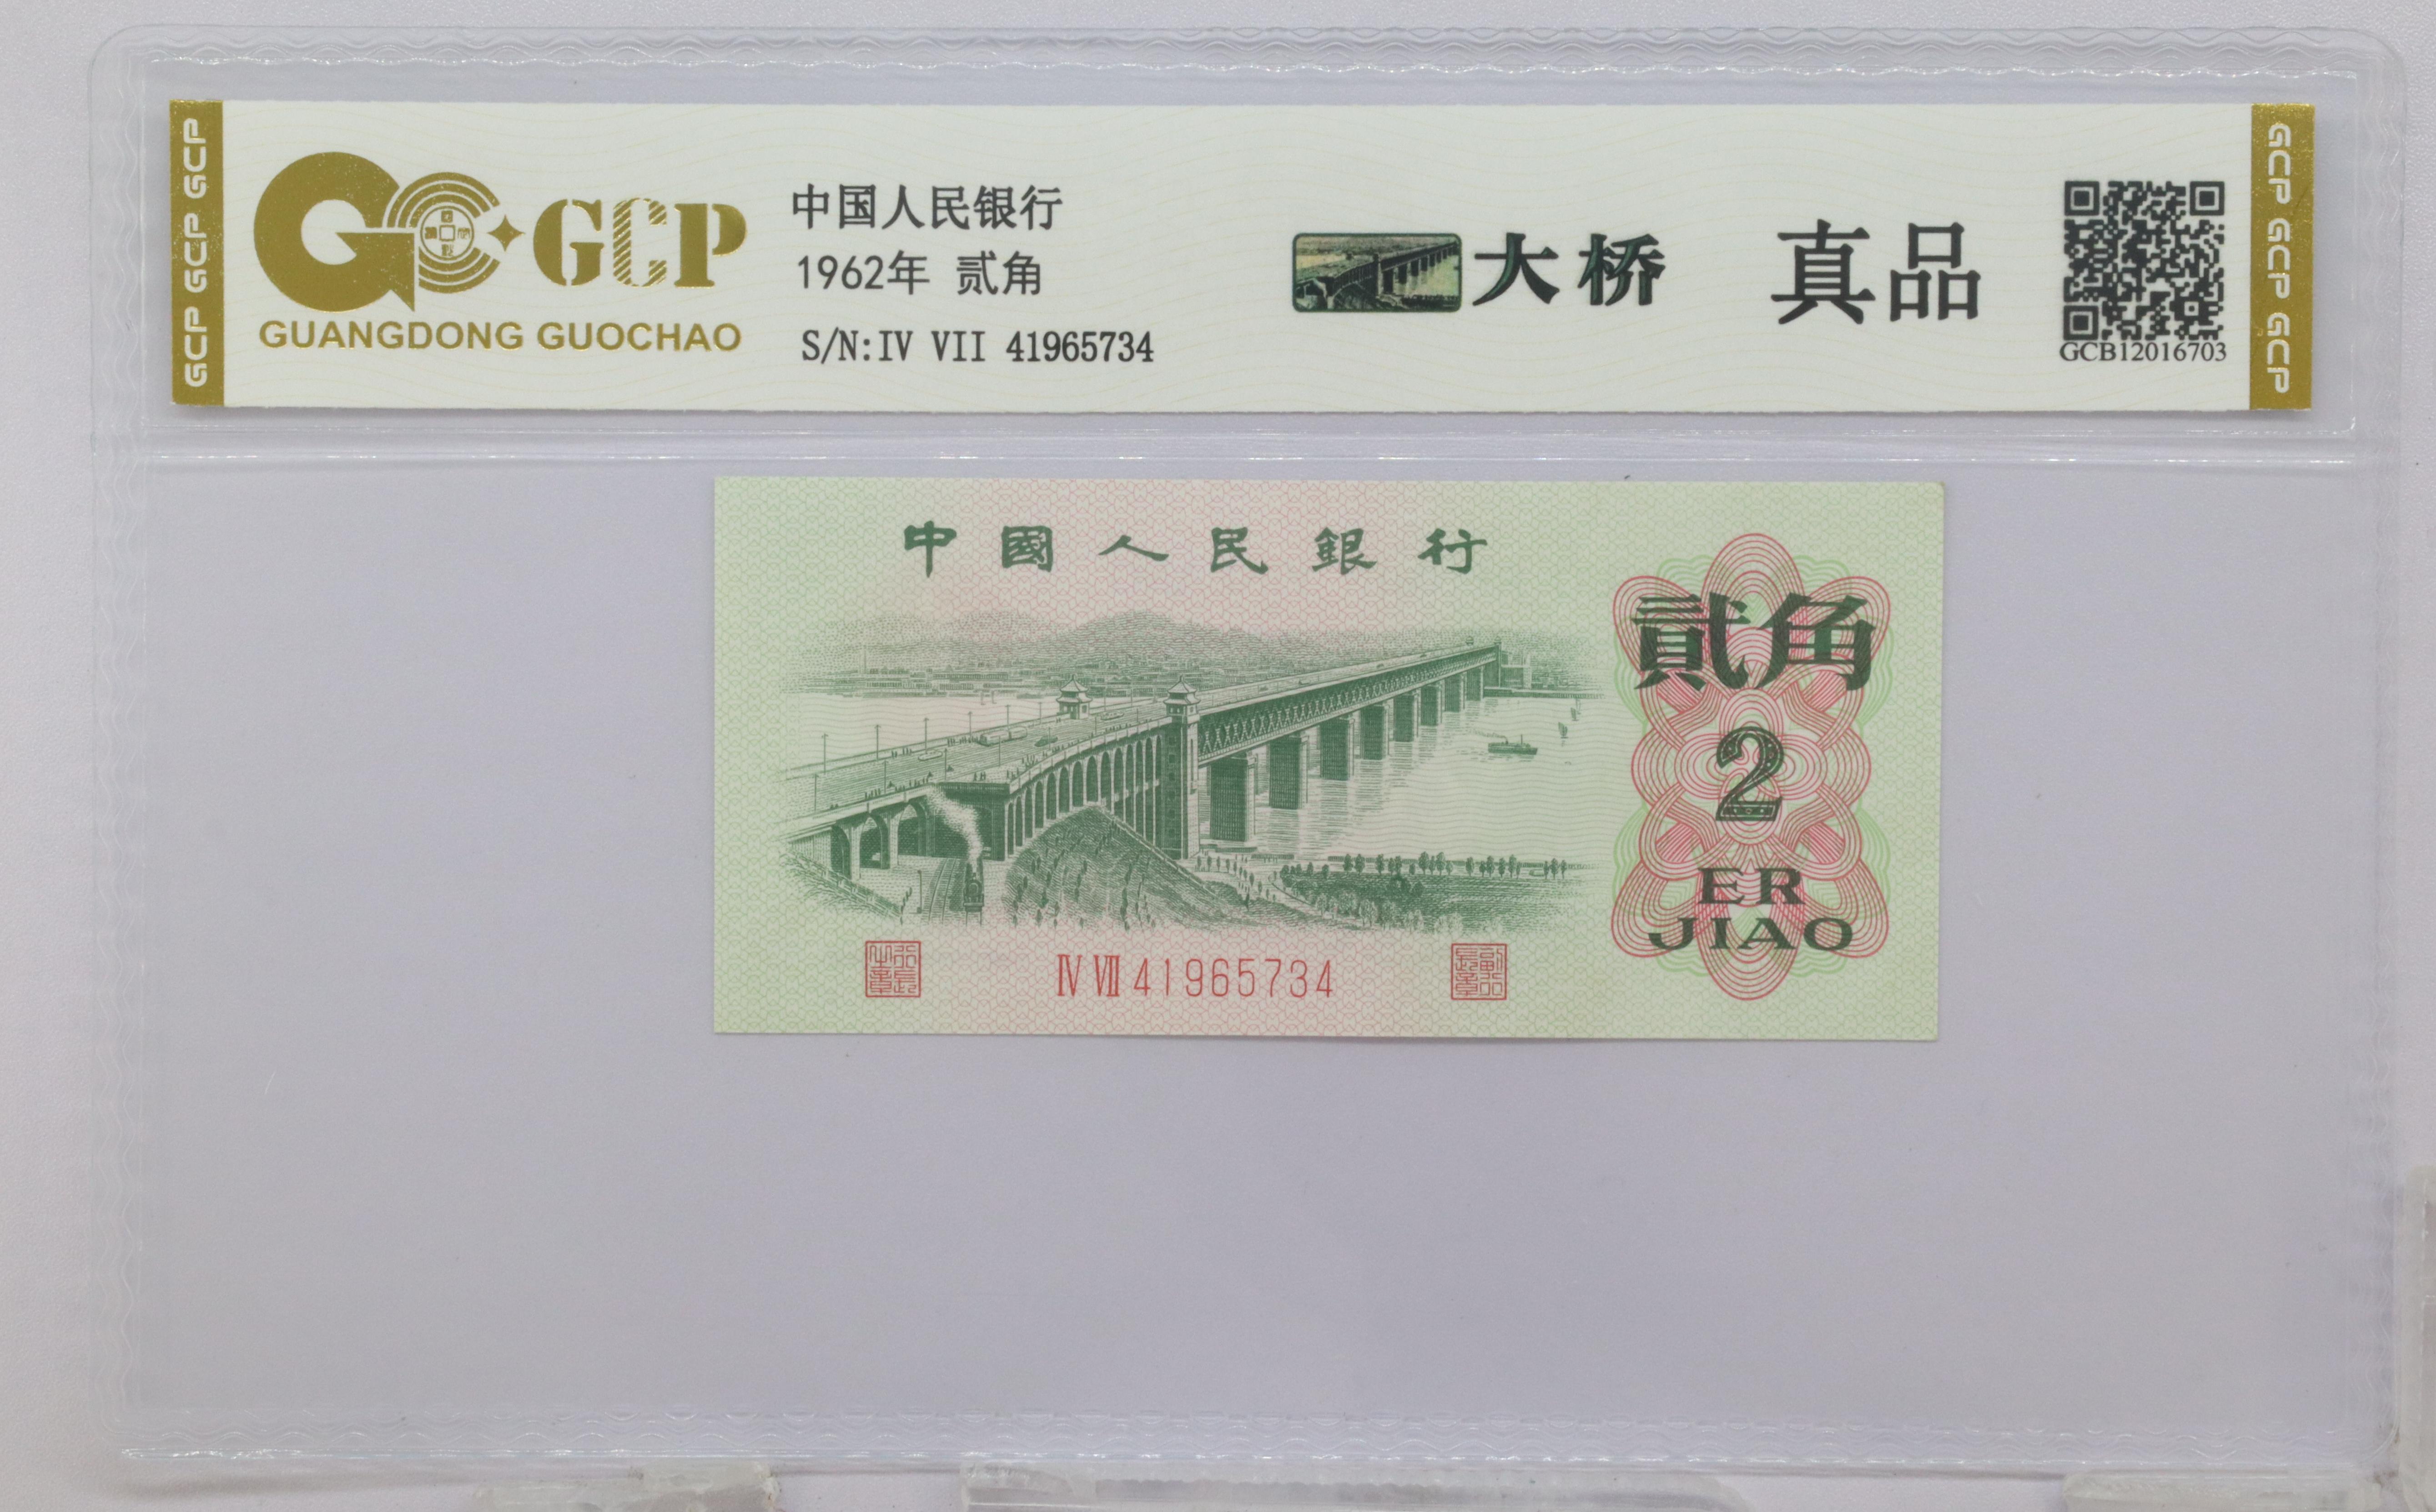 GCP GCP GCP
GCP
GUANGDONG GUOCHAO
中国人民银行
1962年 贰角
S/N:IV VII 41965734
大桥
真品
GCB12016703
GCP GCP GCP
中國人民銀行
貳角
2
ER
JIAO
IV VII 41965734